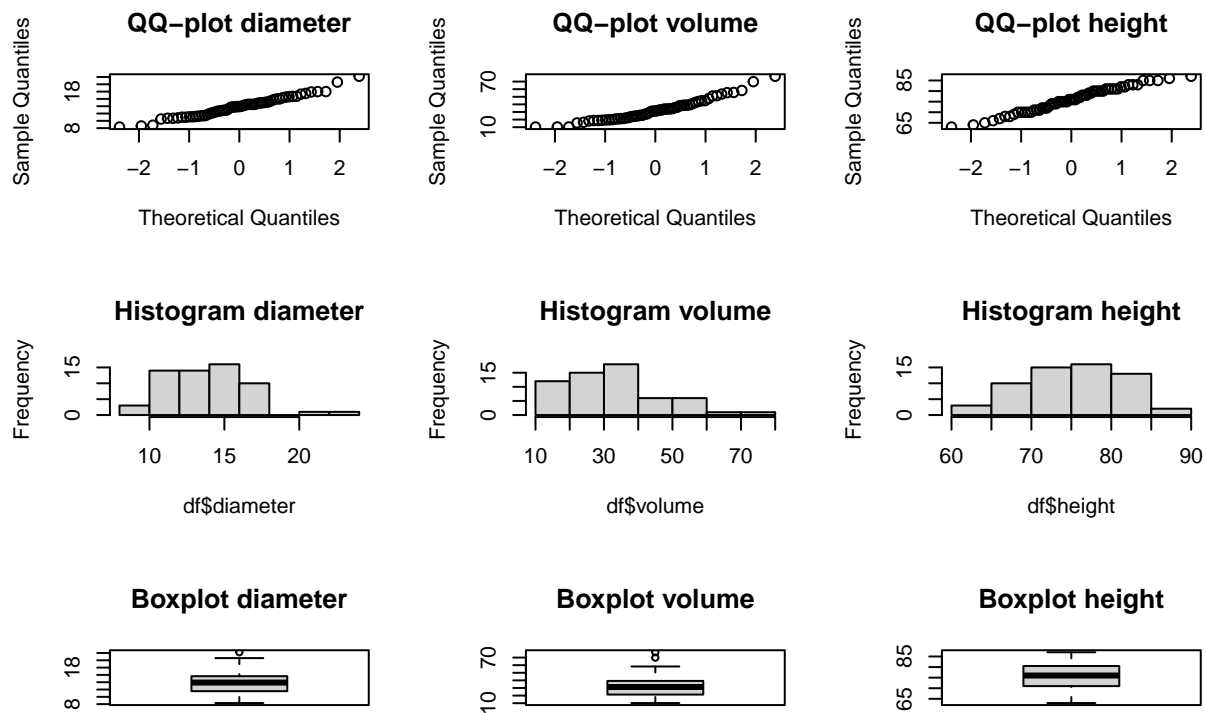 QQ−plot diameter
Sample Quantiles
8 18
−2 −1 0 1 2
Theoretical Quantiles
QQ−plot volume
Sample Quantiles
10 70
−2 −1 0 1 2
Theoretical Quantiles
QQ−plot height
Sample Quantiles
65 85
−2 −1 0 1 2
Theoretical Quantiles
Histogram diameter
Frequency
0 15
10 15 20
df$diameter
Histogram volume
Frequency
0 15
10 30 50 70
df$volume
Histogram height
Frequency
0 15
60 70 80 90
df$height
Boxplot diameter
8 18
Boxplot volume
10 70
Boxplot height
65 85